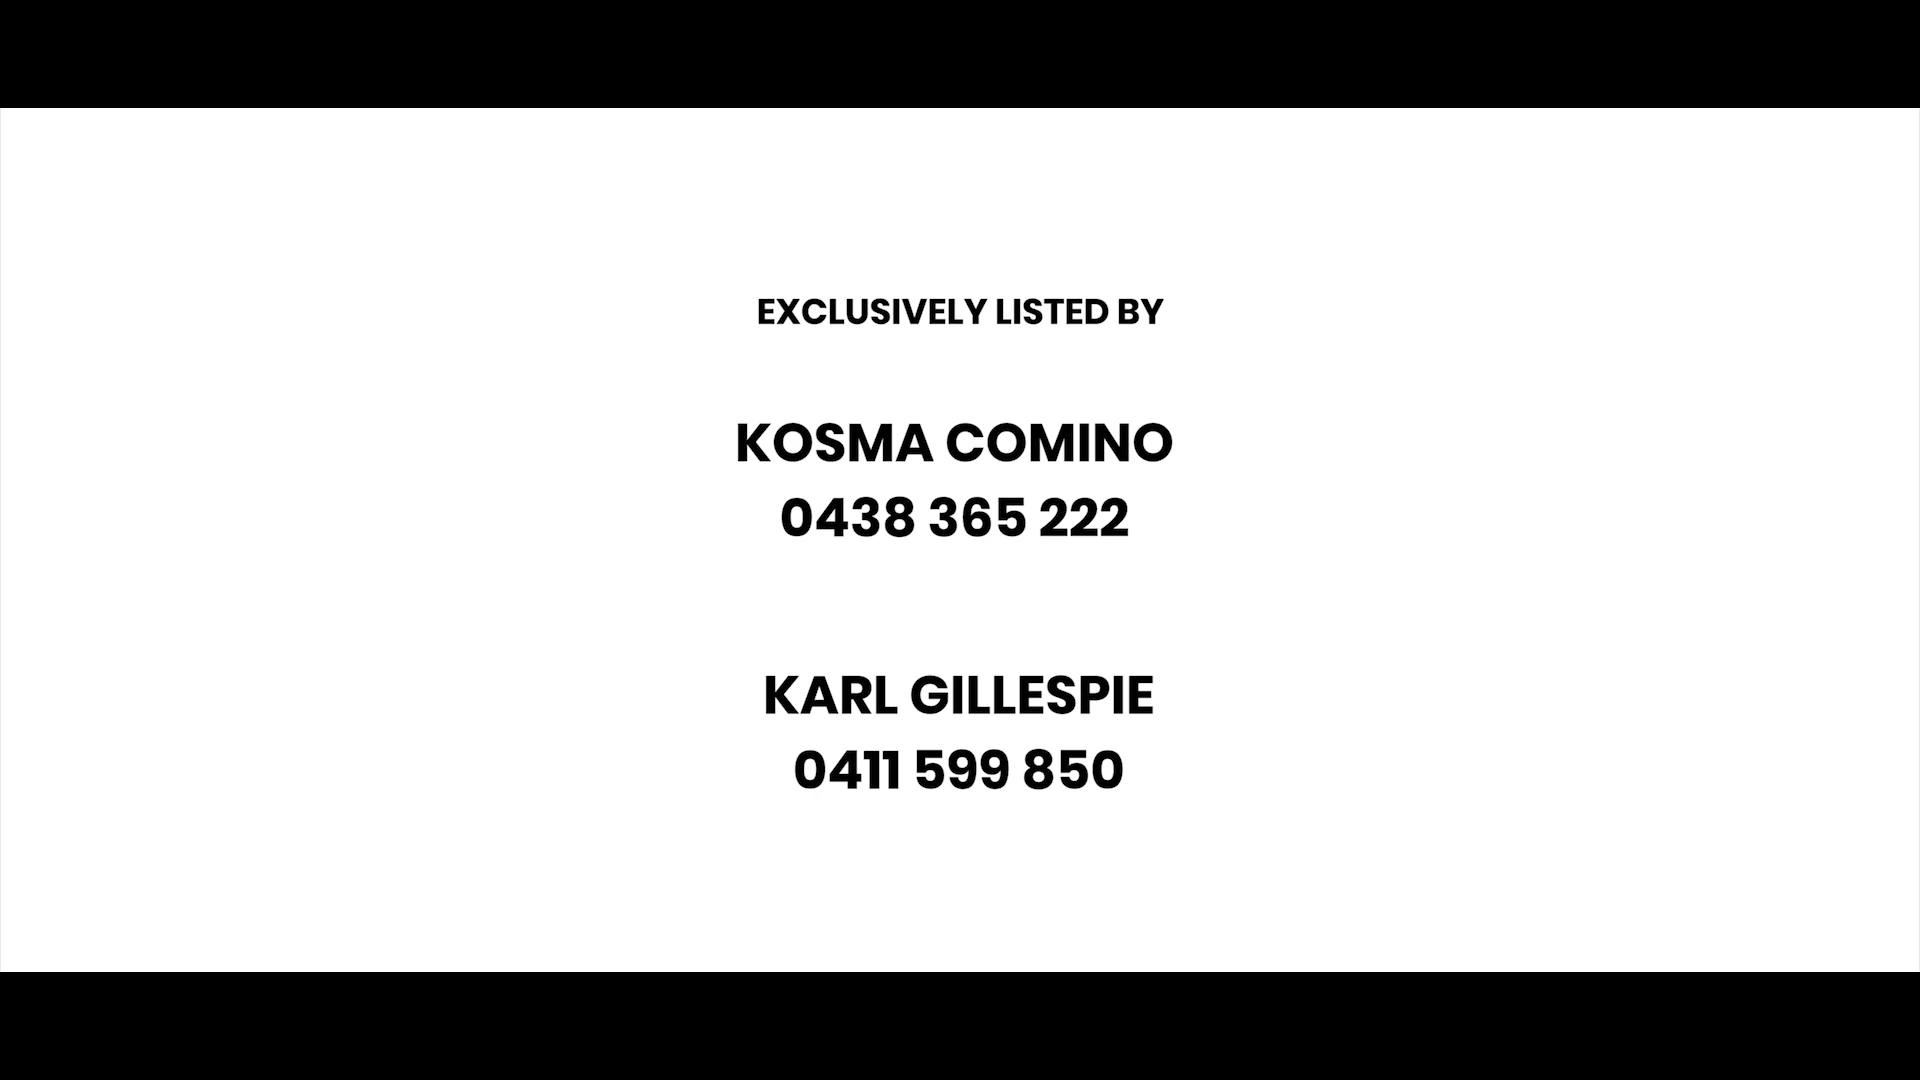 EXCLUSIVELY LISTED BY
KOSMA COMINO
0438 365 222
KARL GILLESPIE
0411 599 850